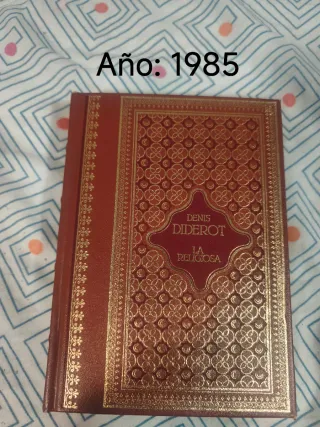 Año: 1985
DENIS
DIDEROT
LA
RELIGIOSA